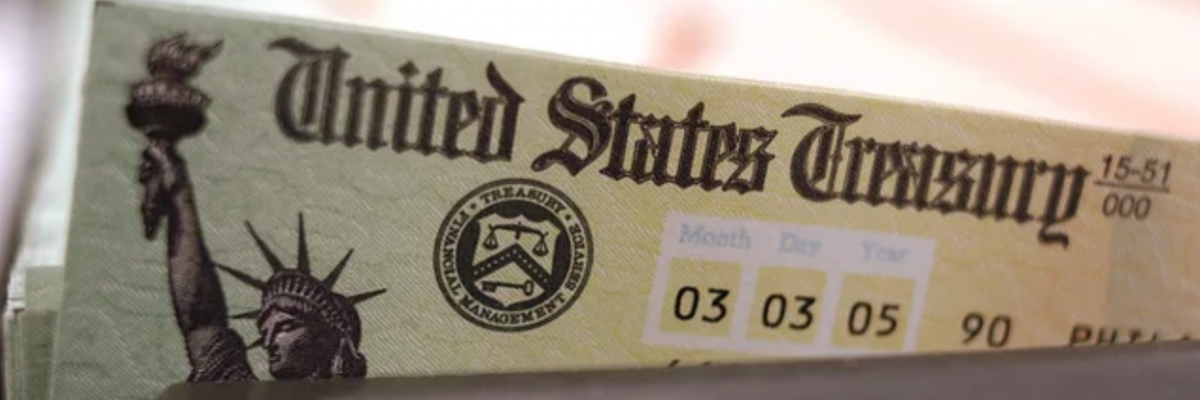 United States Treasury
15-51
000
TREASURY
FINANCIAL MANAGEMENT SERVICE
Month Day Year
03 03 05 90